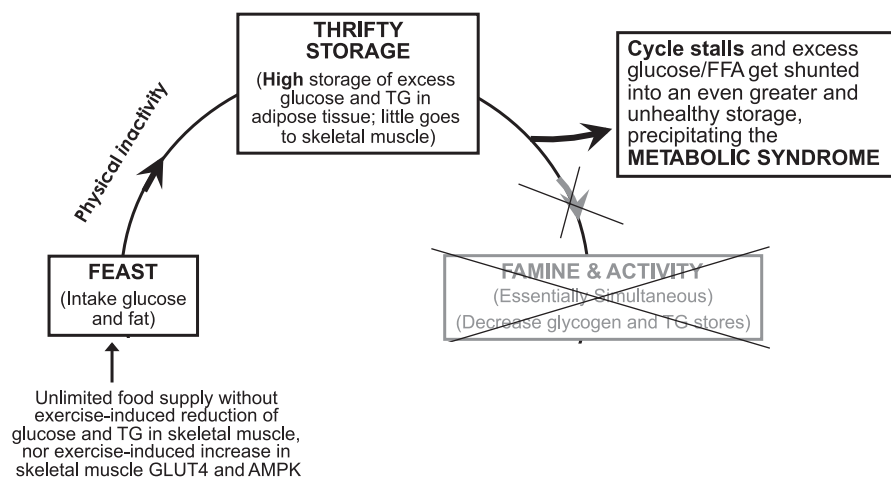 THRIFTY
STORAGE
(High storage of excess
glucose and TG in
adipose tissue; little goes
to skeletal muscle)
Cycle stalls and excess
glucose/FFA get shunted
into an even greater and
unhealthy storage,
precipitating the
METABOLIC SYNDROME
Physical inactivity
FEAST
(Intake glucose
and fat)
FAMINE & ACTIVITY
(Essentially Simultaneous)
(Decrease glycogen and TG stores)
Unlimited food supply without
exercise-induced reduction of
glucose and TG in skeletal muscle,
nor exercise-induced increase in
skeletal muscle GLUT4 and AMPK